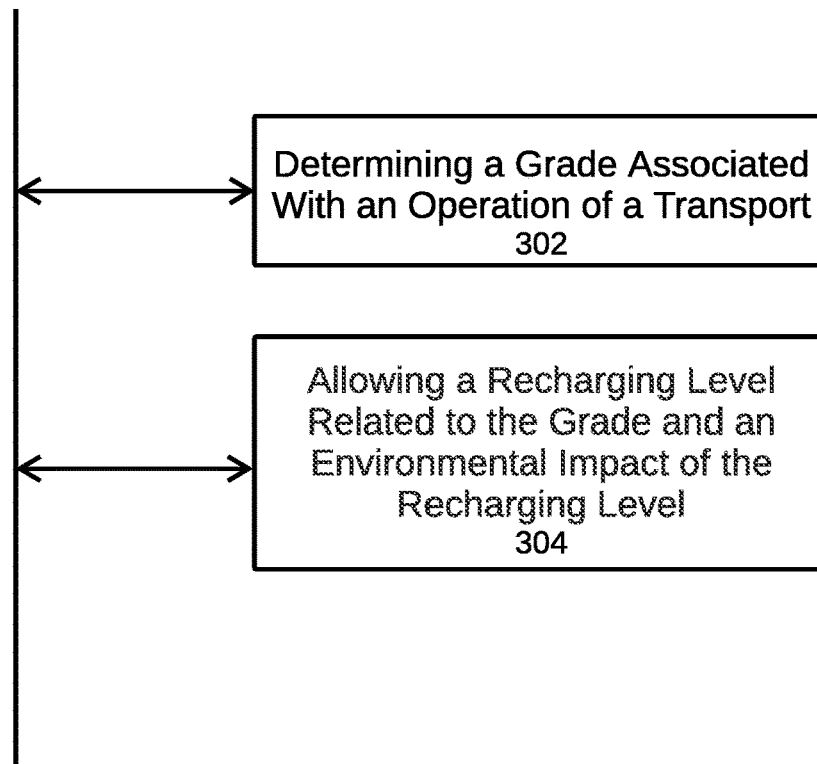 Determining a Grade Associated
With an Operation of a Transport
302
Allowing a Recharging Level
Related to the Grade and an
Environmental Impact of the
Recharging Level
304